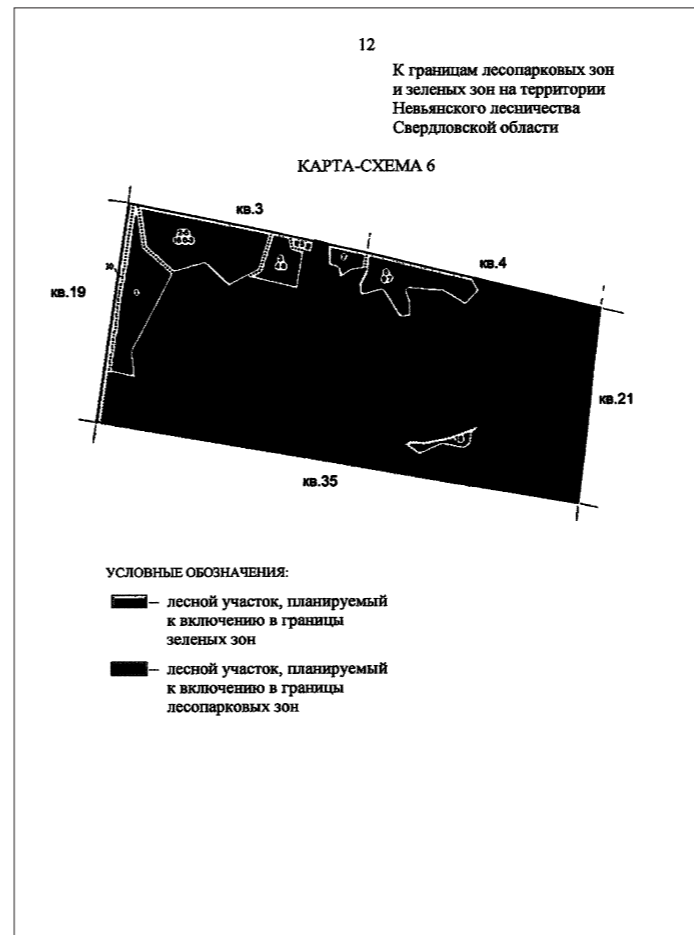 12
К границам лесопарковых зон
и зеленых зон на территории
Невьянского лесничества
Свердловской области
КАРТА-СХЕМА 6
кв.3
кв.4
кв.19
кв.21
кв.35
УСЛОВНЫЕ ОБОЗНАЧЕНИЯ:
– лесной участок, планируемый
к включению в границы
зеленых зон
– лесной участок, планируемый
к включению в границы
лесопарковых зон